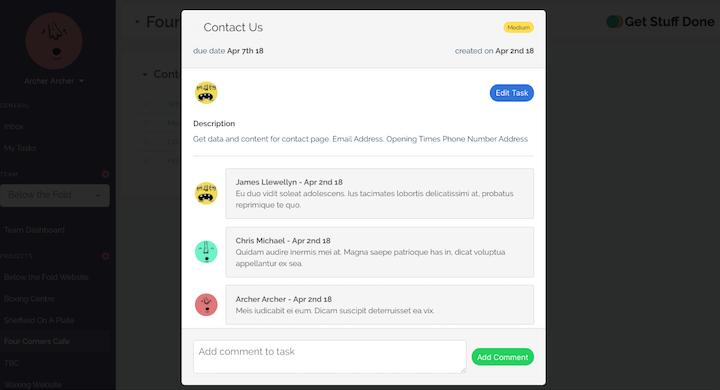 Contact Us
Medium
due date Apr 7th 18
created on Apr 2nd 18
Edit Task
Description
Get data and content for contact page. Email Address. Opening Times Phone Number Address
James Llewellyn - Apr 2nd 18
Eu duo vidit soleat adolescens. Ius tacimates lobortis delicatissimi at, probatus
reprimique te quo.
Chris Michael - Apr 2nd 18
Quidam audire inermis mei at. Magna saepe patrioque has in, dicat voluptua
appellantur ex sea.
Archer Archer - Apr 2nd 18
Meis iudicabit ei eum. Dicam suscipit deterruisset ea vix.
Add comment to task
Add Comment
Archer Archer
GENERAL
Inbox
My Tasks
TEAM
Below the Fold
Team Dashboard
PROJECTS
Below the Fold Website
Boxing Centre
Sheffield On A Plate
Four Corners Cafe
TBC
Waxing Website
Four
Get Stuff Done
Cont